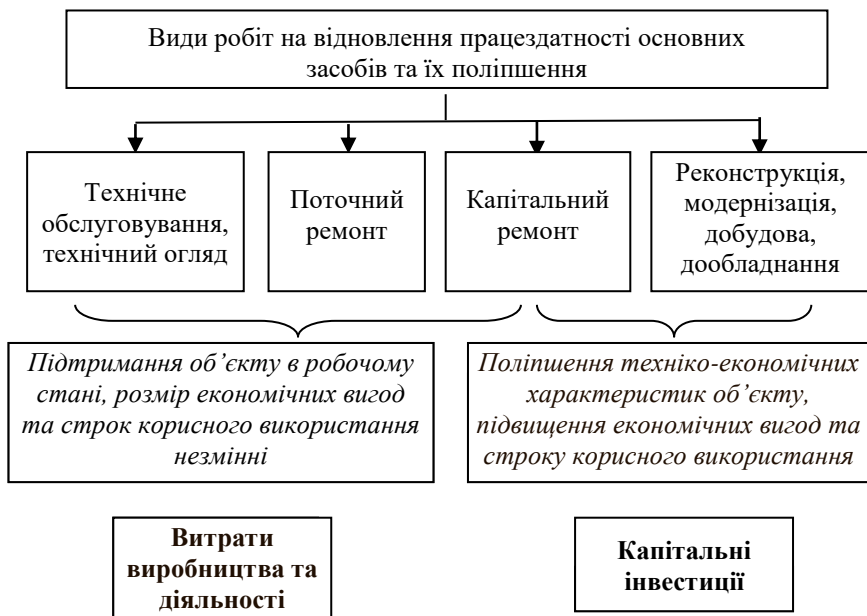 Види робіт на відновлення працездатності основних
засобів та їх поліпшення
Технічне
обслуговування,
технічний огляд
Поточний
ремонт
Капітальний
ремонт
Реконструкція,
модернізація,
добудова,
дообладнання
Підтримання об’єкту в робочому
стані, розмір економічних вигод
та строк корисного використання
незмінні
Поліпшення техніко-економічних
характеристик об’єкту,
підвищення економічних вигод та
строку корисного використання
Витрати
виробництва та
діяльності
Капітальні
інвестиції